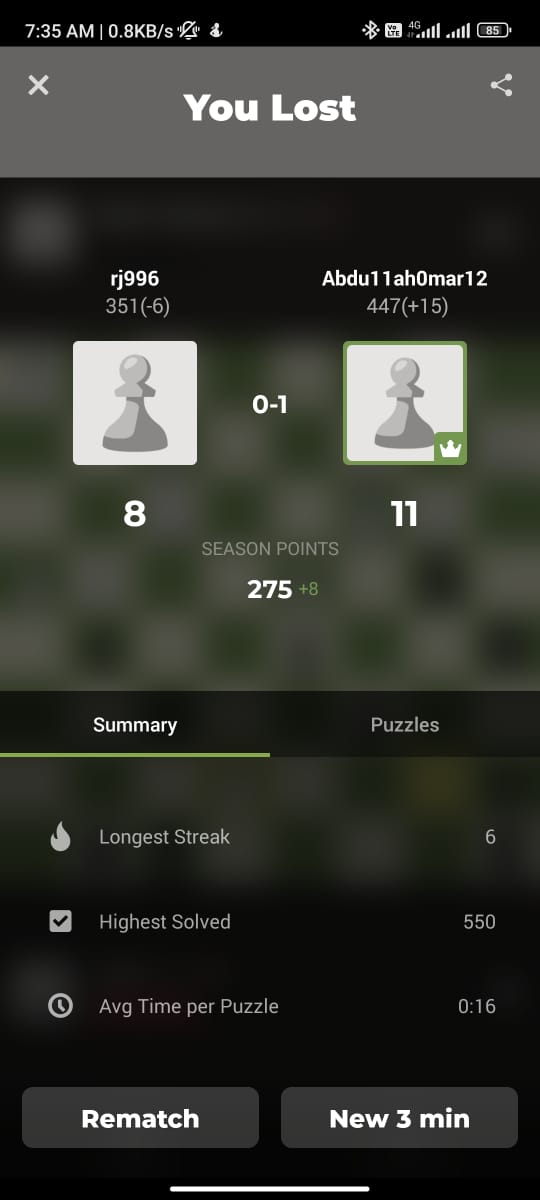 7:35 AM | 0.8KB/s
Vo LTE 4G 85
You Lost
rj996 Abdu11ah0mar12
351(-6) 447(+15)
0-1
8 11
SEASON POINTS
275 +8
Summary Puzzles
Longest Streak 6
Highest Solved 550
Avg Time per Puzzle 0:16
Rematch New 3 min